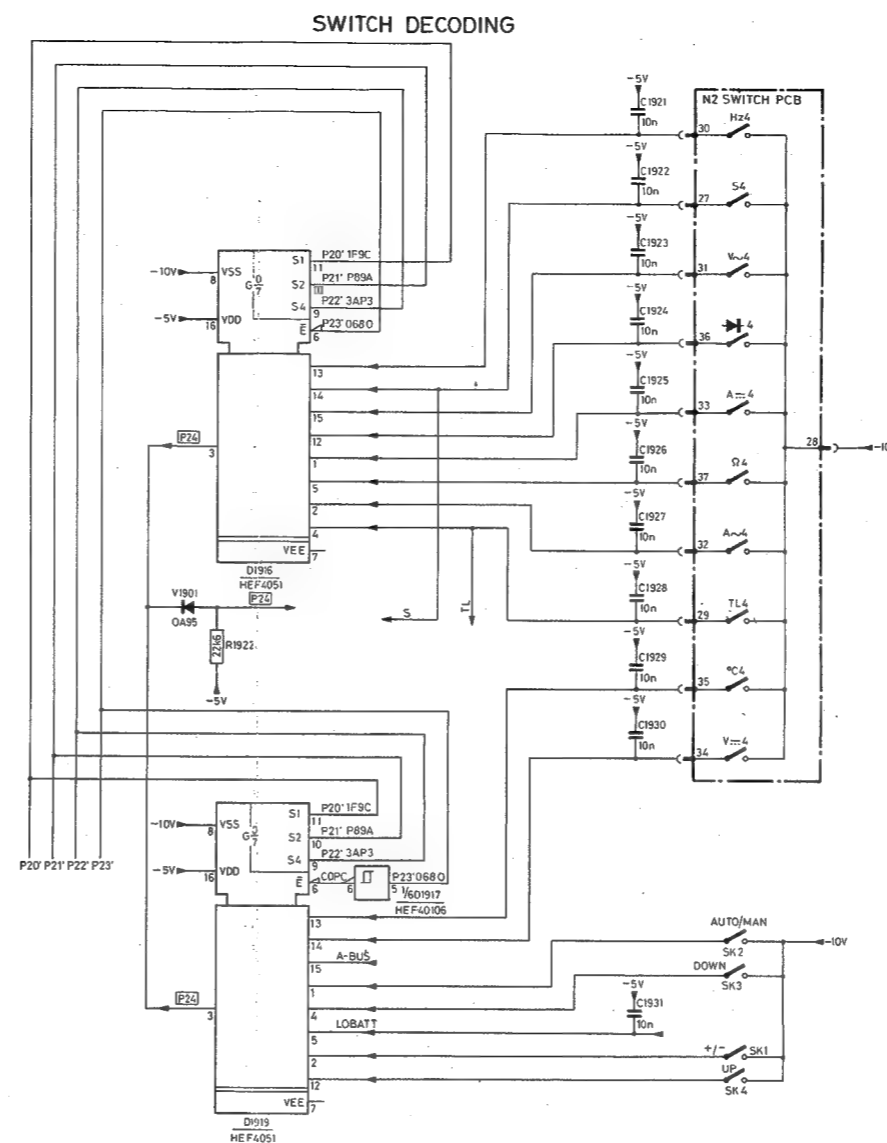 SWITCH DECODING
-5V
C1921
10n
N2 SWITCH PCB
30
Hz4
-5V
C1922
10n
27
S4
-5V
C1923
10n
31
V~4
-5V
C1924
10n
36
4
-5V
C1925
10n
33
A⎓4
-5V
C1926
10n
37
Ω4
-5V
C1927
10n
32
A~4
-5V
C1928
10n
29
TL4
-5V
C1929
10n
35
°C4
-5V
C1930
10n
34
V⎓4
28
-10
-10V
8
VSS
G 0/7
S1
P20' 1F9C
11
S2
P21' P89A
10
S4
P22' 3AP3
9
-5V
16
VDD
E̅
P23' 0680
6
13
14
15
12
1
5
2
4
P24
3
VEE
7
D1916
HEF4051
V1901
OA95
P24
22k6
R1922
-5V
S
TL
P20' P21' P22' P23'
-10V
8
VSS
G 0/7
S1
P20' 1F9C
11
S2
P21' P89A
10
S4
P22' 3AP3
9
-5V
16
VDD
E̅
COPC
6
6
P23' 0680
5
1/6D1917
HEF40106
13
14
A-BUS
15
1
4
LOBATT
5
2
12
P24
3
VEE
7
D1919
HEF4051
AUTO/MAN
SK2
-10V
DOWN
SK3
-5V
C1931
10n
+/-
SK1
UP
SK4